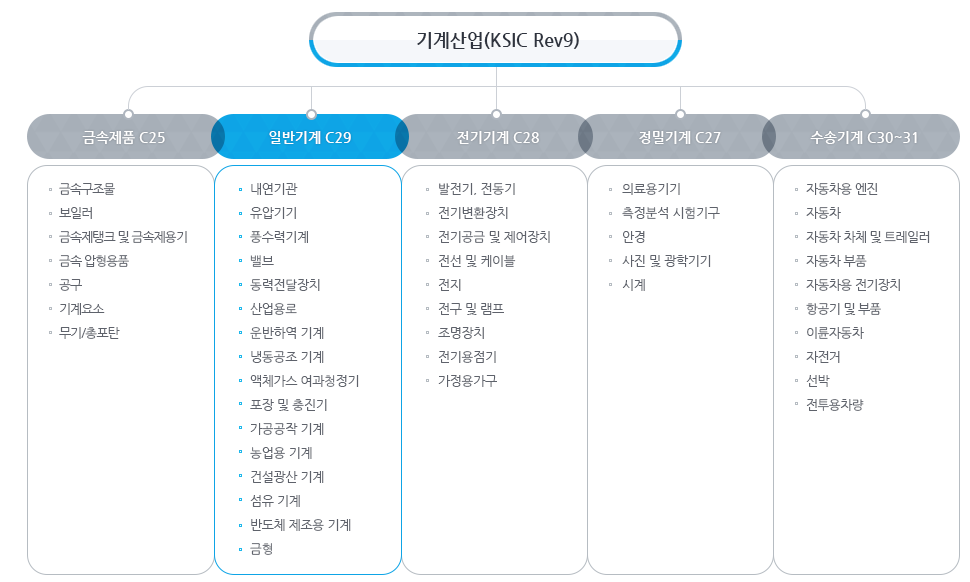 기계산업(KSIC Rev9)
금속제품 C25
일반기계 C29
전기기계 C28
정밀기계 C27
수송기계 C30~31
금속구조물
보일러
금속제탱크 및 금속제용기
금속 압형용품
공구
기계요소
무기/총포탄
내연기관
유압기기
풍수력기계
밸브
동력전달장치
산업용로
운반하역 기계
냉동공조 기계
액체가스 여과청정기
포장 및 충진기
가공공작 기계
농업용 기계
건설광산 기계
섬유 기계
반도체 제조용 기계
금형
발전기, 전동기
전기변환장치
전기공급 및 제어장치
전선 및 케이블
전지
전구 및 램프
조명장치
전기용접기
가정용가구
의료용기기
측정분석 시험기구
안경
사진 및 광학기기
시계
자동차용 엔진
자동차
자동차 차체 및 트레일러
자동차 부품
자동차용 전기장치
항공기 및 부품
이륜자동차
자전거
선박
전투용차량